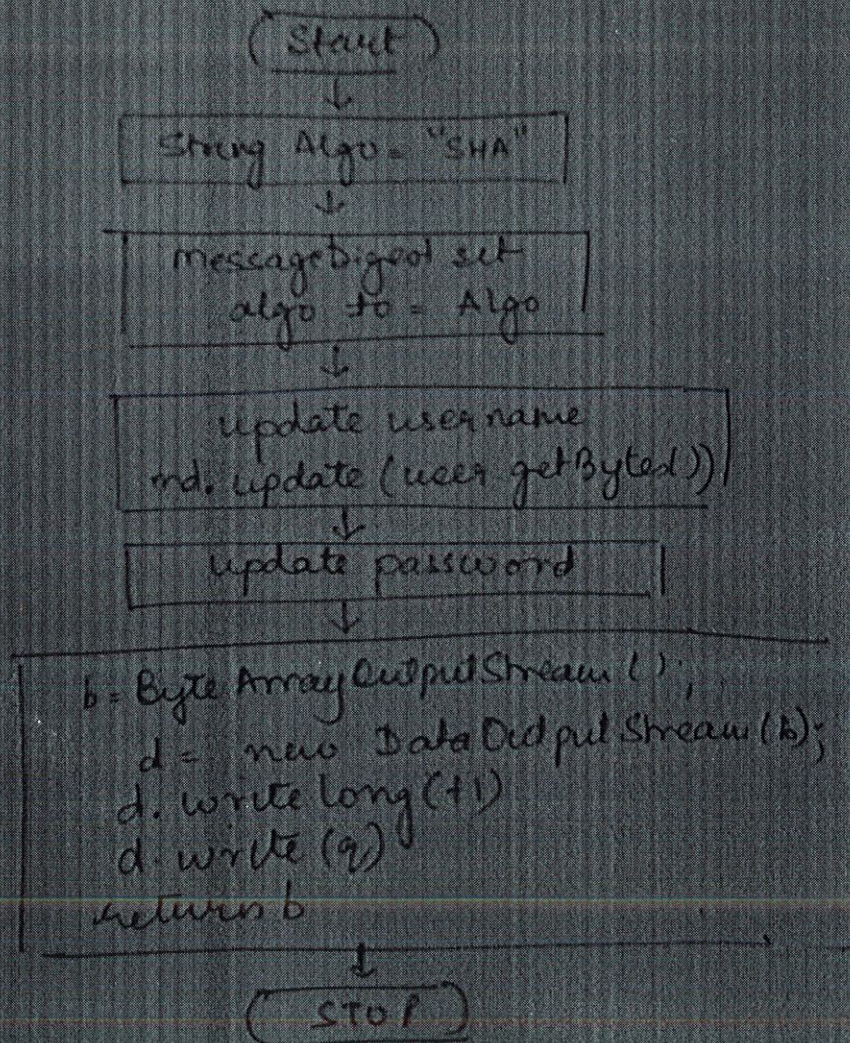 Start
String Algo = "SHA"
messageDigest set
algo to = Algo
update username
md. update (user getBytes())
update password
b = Byte ArrayOutputStream ();
d = new DataOutputStream (b);
d. write long (t1)
d. write (q)
return b
STOP